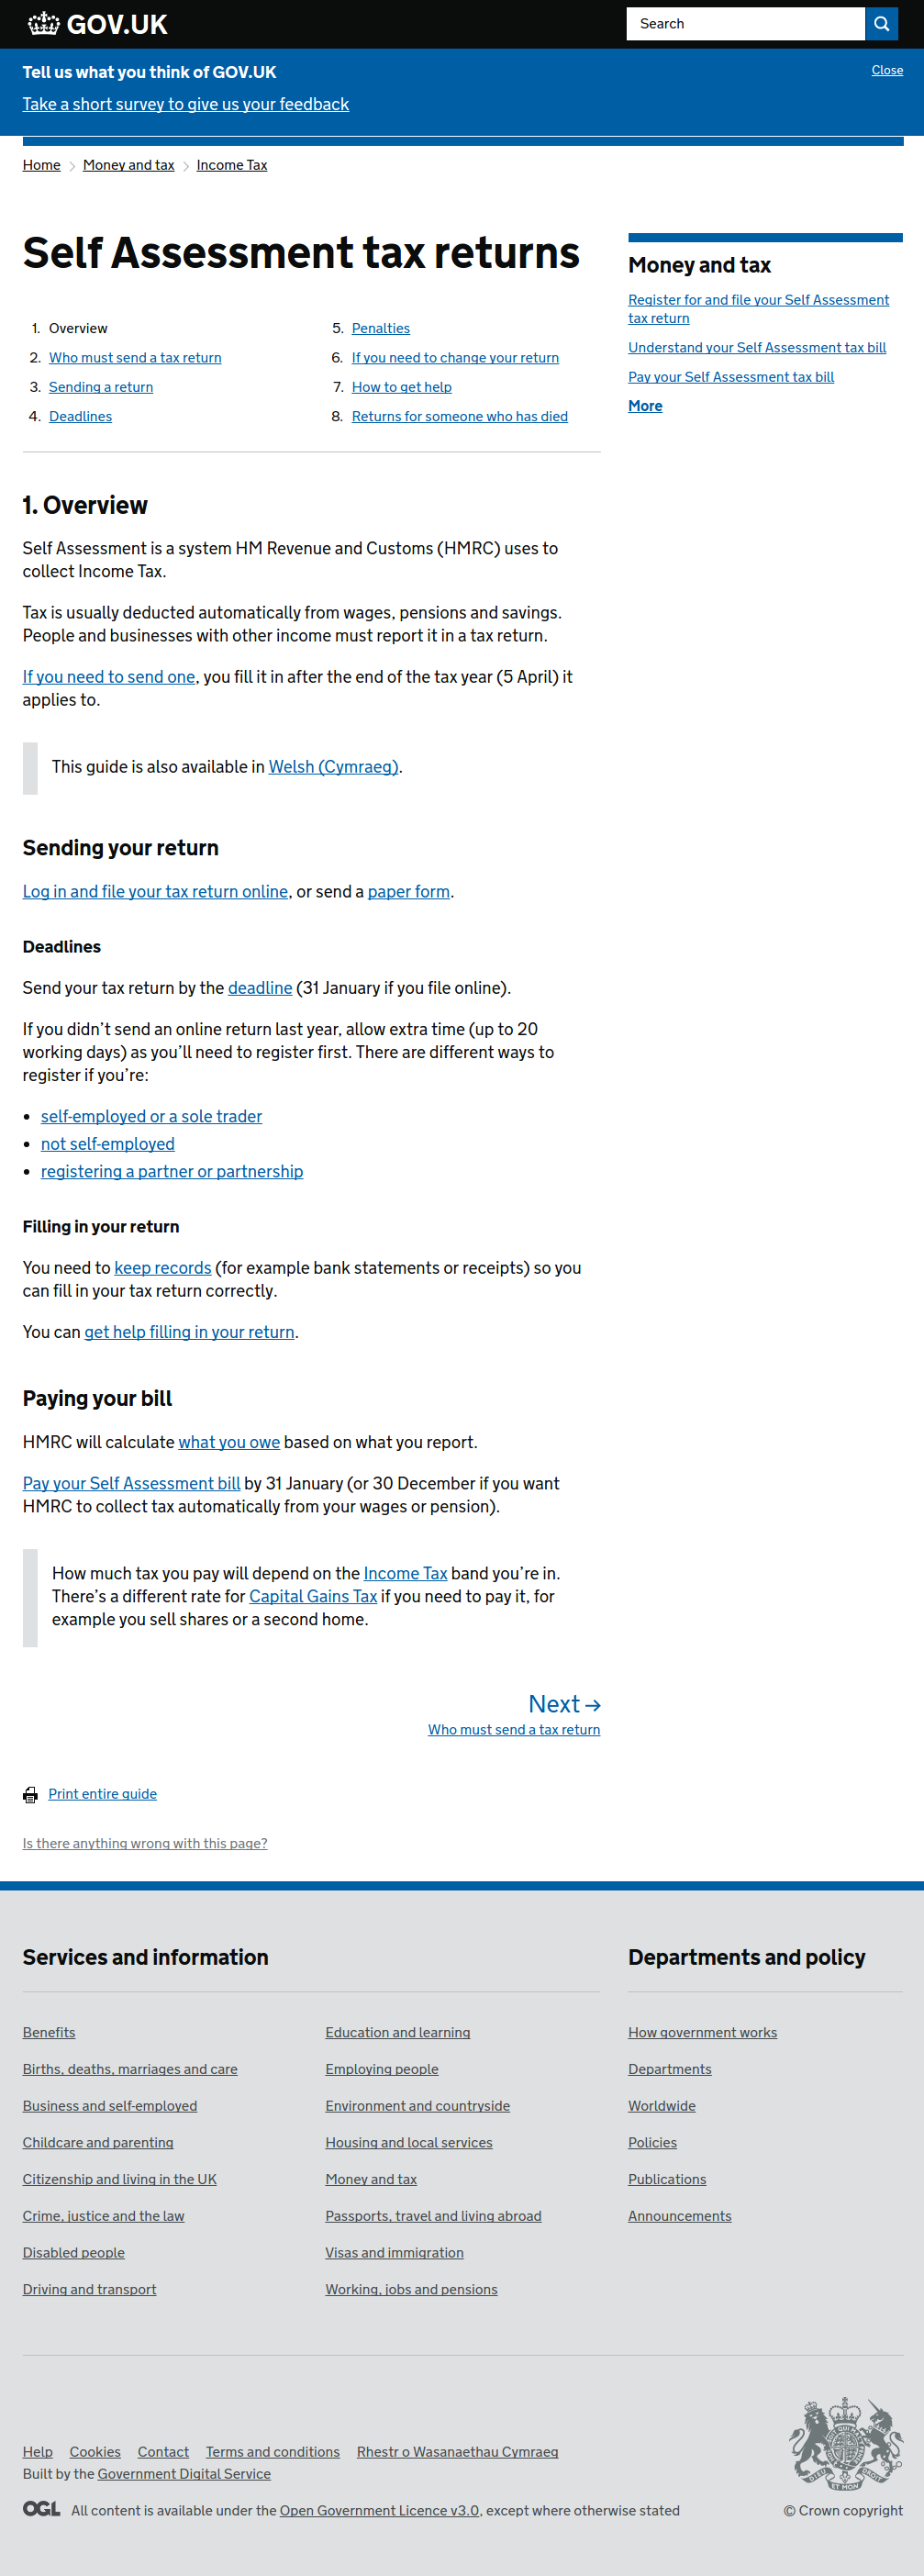 GOV.UK
Search
Tell us what you think of GOV.UK
Close
Take a short survey to give us your feedback
Home
Money and tax
Income Tax
Self Assessment tax returns
1. Overview
2. Who must send a tax return
3. Sending a return
4. Deadlines
5. Penalties
6. If you need to change your return
7. How to get help
8. Returns for someone who has died
Money and tax
Register for and file your Self Assessment
tax return
Understand your Self Assessment tax bill
Pay your Self Assessment tax bill
More
1. Overview
Self Assessment is a system HM Revenue and Customs (HMRC) uses to
collect Income Tax.
Tax is usually deducted automatically from wages, pensions and savings.
People and businesses with other income must report it in a tax return.
If you need to send one, you fill it in after the end of the tax year (5 April) it
applies to.
This guide is also available in Welsh (Cymraeg).
Sending your return
Log in and file your tax return online, or send a paper form.
Deadlines
Send your tax return by the deadline (31 January if you file online).
If you didn’t send an online return last year, allow extra time (up to 20
working days) as you’ll need to register first. There are different ways to
register if you’re:
• self-employed or a sole trader
• not self-employed
• registering a partner or partnership
Filling in your return
You need to keep records (for example bank statements or receipts) so you
can fill in your tax return correctly.
You can get help filling in your return.
Paying your bill
HMRC will calculate what you owe based on what you report.
Pay your Self Assessment bill by 31 January (or 30 December if you want
HMRC to collect tax automatically from your wages or pension).
How much tax you pay will depend on the Income Tax band you’re in.
There’s a different rate for Capital Gains Tax if you need to pay it, for
example you sell shares or a second home.
Next →
Who must send a tax return
Print entire guide
Is there anything wrong with this page?
Services and information
Benefits
Births, deaths, marriages and care
Business and self-employed
Childcare and parenting
Citizenship and living in the UK
Crime, justice and the law
Disabled people
Driving and transport
Education and learning
Employing people
Environment and countryside
Housing and local services
Money and tax
Passports, travel and living abroad
Visas and immigration
Working, jobs and pensions
Departments and policy
How government works
Departments
Worldwide
Policies
Publications
Announcements
Help Cookies Contact Terms and conditions Rhestr o Wasanaethau Cymraeg
Built by the Government Digital Service
OGL All content is available under the Open Government Licence v3.0, except where otherwise stated
© Crown copyright